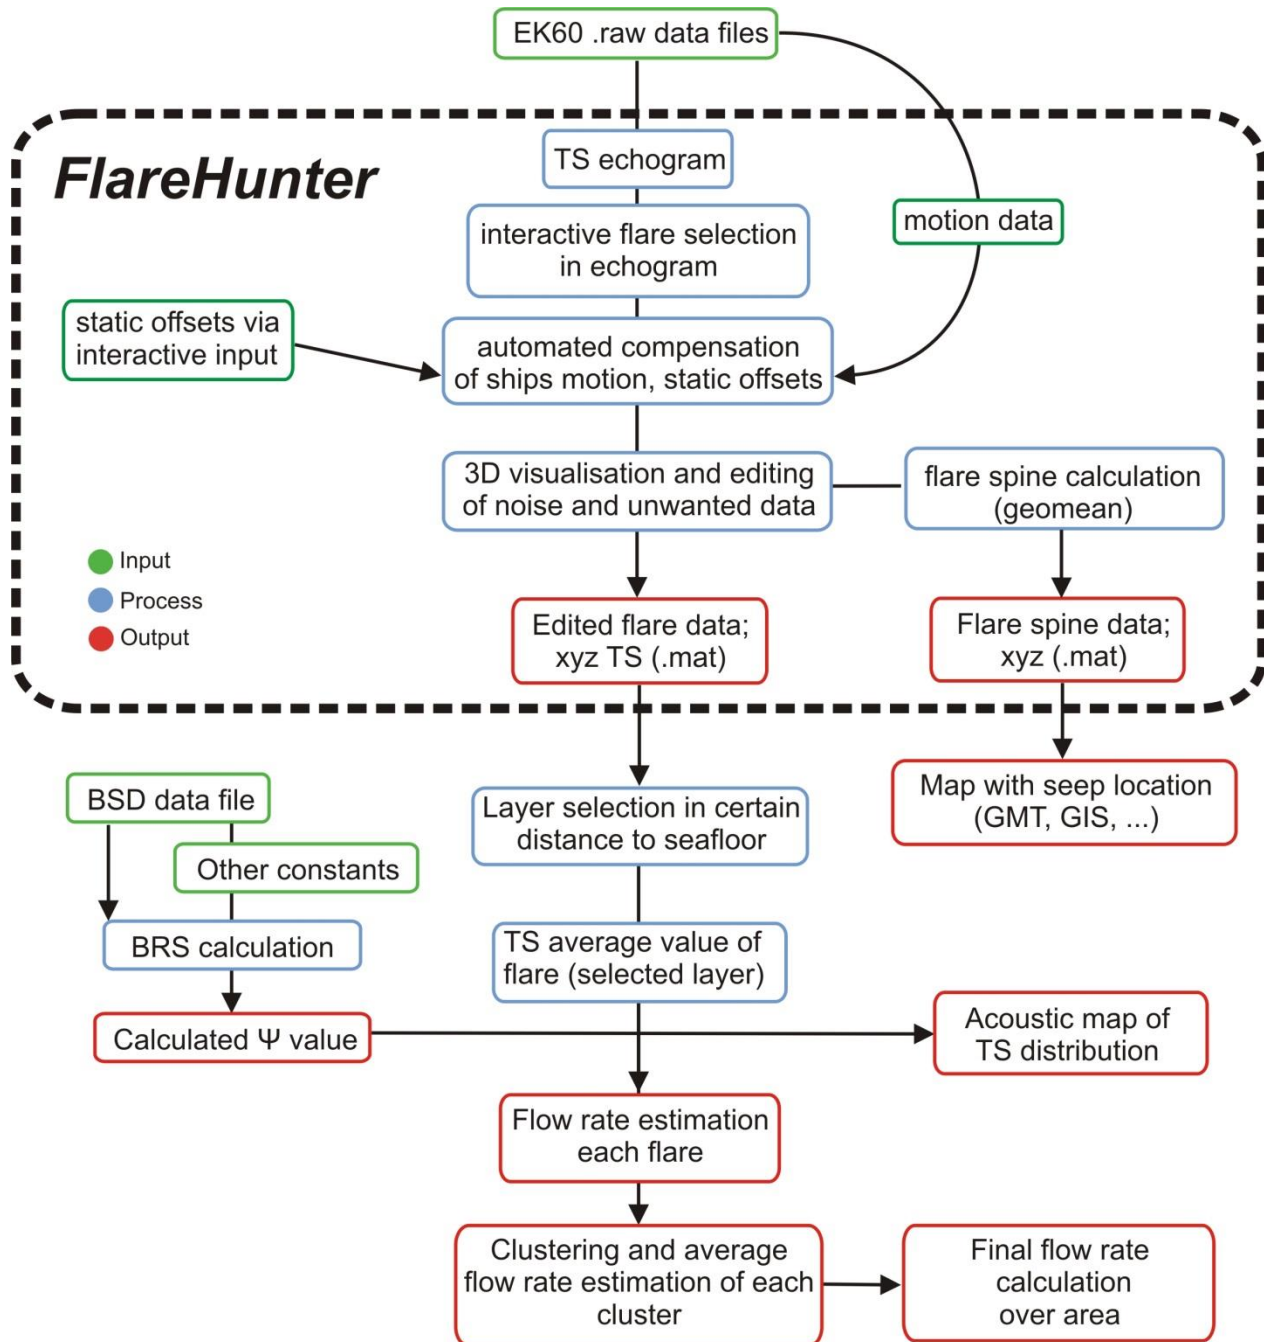 EK60 .raw data files
FlareHunter
TS echogram
motion data
interactive flare selection
in echogram
static offsets via
interactive input
automated compensation
of ships motion, static offsets
3D visualisation and editing
of noise and unwanted data
flare spine calculation
(geomean)
Input
Process
Output
Edited flare data;
xyz TS (.mat)
Flare spine data;
xyz (.mat)
BSD data file
Other constants
Layer selection in certain
distance to seafloor
Map with seep location
(GMT, GIS, ...)
BRS calculation
TS average value of
flare (selected layer)
Calculated Ψ value
Acoustic map of
TS distribution
Flow rate estimation
each flare
Clustering and average
flow rate estimation of each
cluster
Final flow rate
calculation
over area